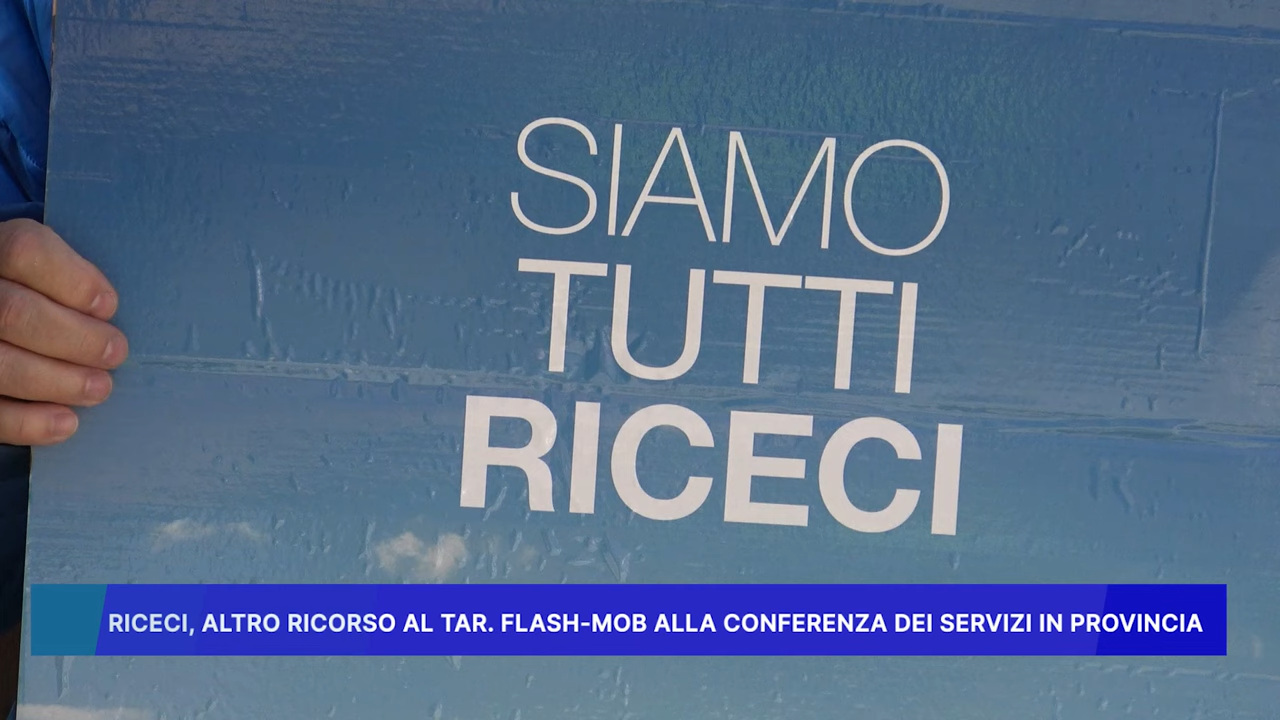 SIAMO
TUTTI
RICECI
RICECI, ALTRO RICORSO AL TAR. FLASH-MOB ALLA CONFERENZA DEI SERVIZI IN PROVINCIA